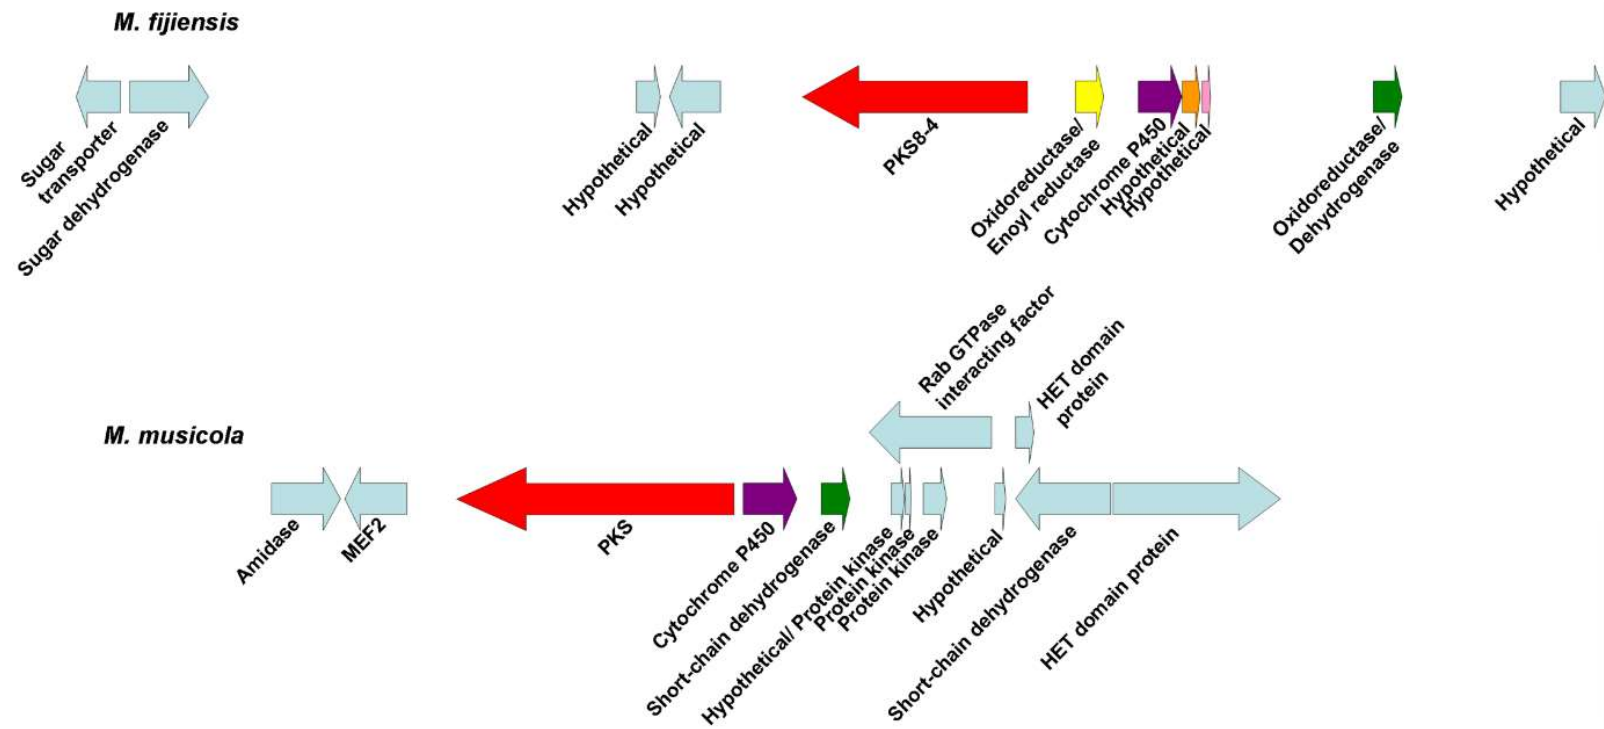 M. fijiensis
Sugar
transporter
Sugar dehydrogenase
Hypothetical
Hypothetical
PKS8-4
Oxidoreductase/
Enoyl reductase
Cytochrome P450
Hypothetical
Hypothetical
Oxidoreductase/
Dehydrogenase
Hypothetical
Rab GTPase
interacting factor
HET domain
protein
M. musicola
Amidase
MEF2
PKS
Cytochrome P450
Short-chain dehydrogenase
Hypothetical/ Protein kinase
Protein kinase
Protein kinase
Hypothetical
Short-chain dehydrogenase
HET domain protein